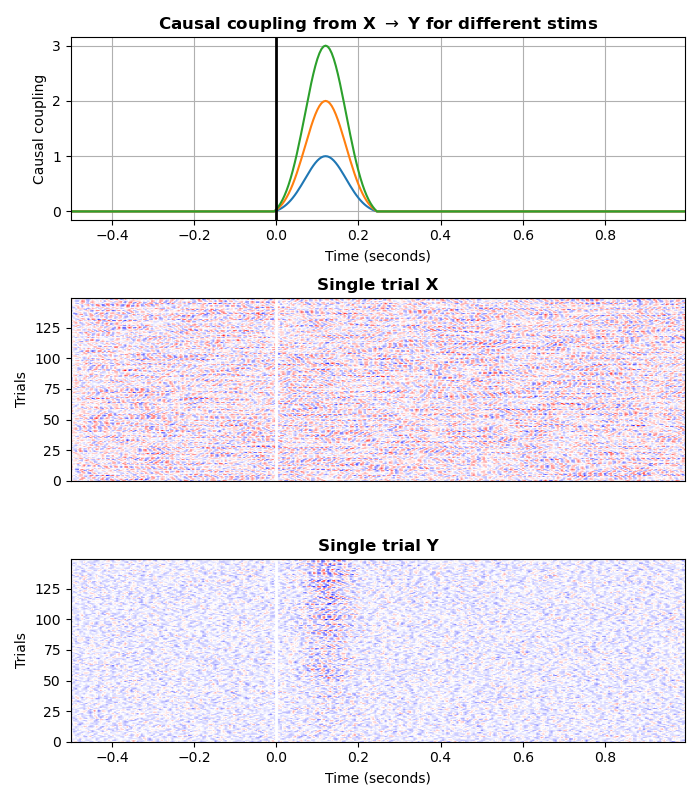 Causal coupling from X → Y for different stims
Causal coupling
3
2
1
0
−0.4 −0.2 0.0 0.2 0.4 0.6 0.8
Time (seconds)
Single trial X
Trials
125
100
75
50
25
0
Single trial Y
Trials
125
100
75
50
25
0
−0.4 −0.2 0.0 0.2 0.4 0.6 0.8
Time (seconds)